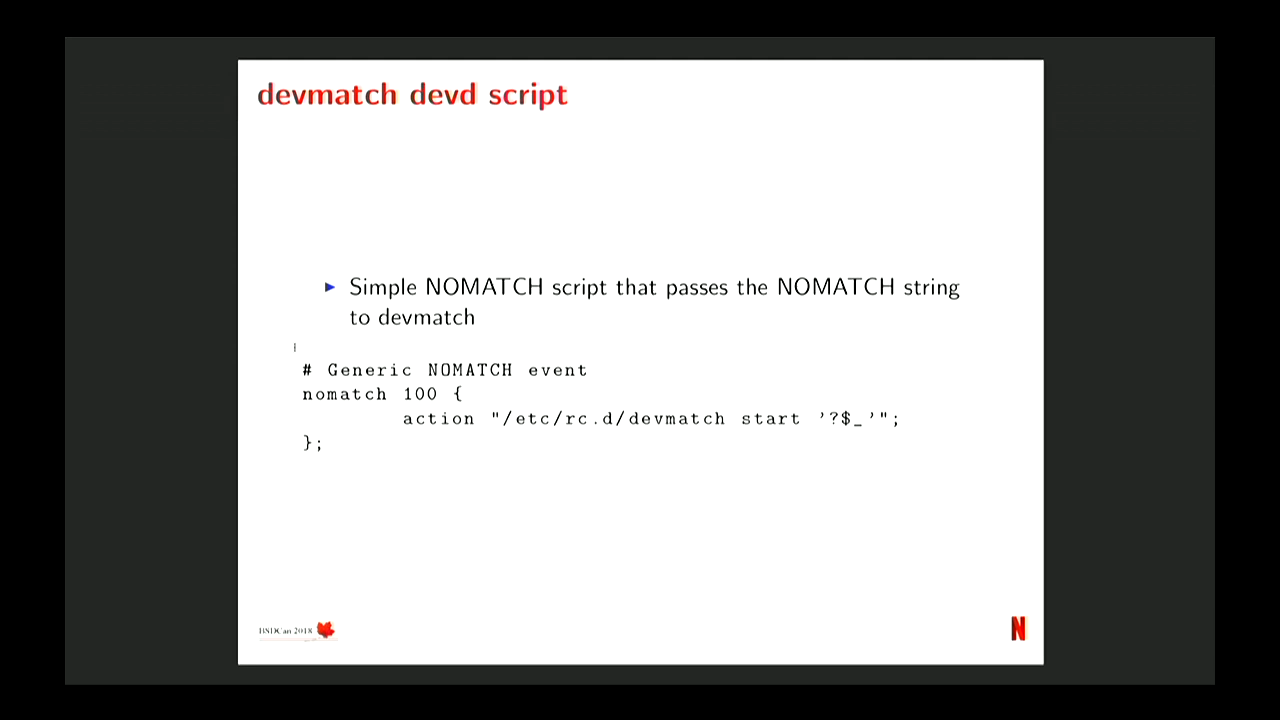 devmatch devd script
Simple NOMATCH script that passes the NOMATCH string
to devmatch
# Generic NOMATCH event
nomatch 100 {
action "/etc/rc.d/devmatch start '?$_'";
};
BSDCan 2018
N